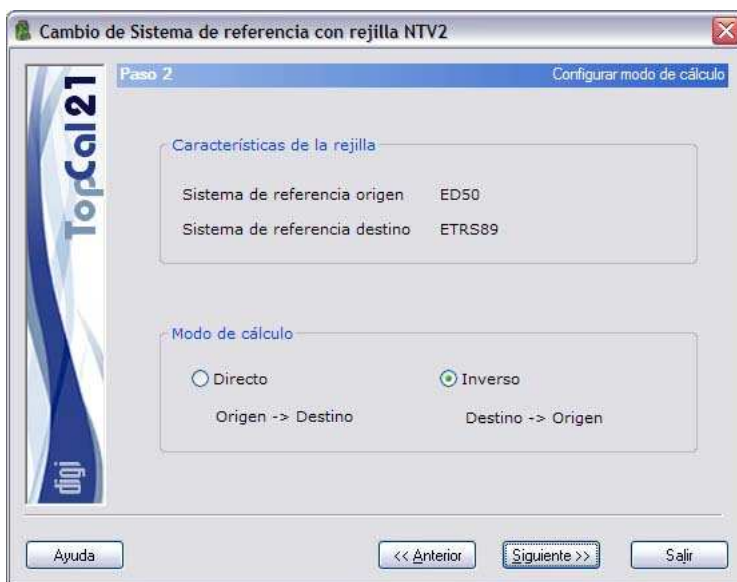 Cambio de Sistema de referencia con rejilla NTV2
TopCal21
digi
Paso 2
Configurar modo de cálculo
Características de la rejilla
Sistema de referencia origen ED50
Sistema de referencia destino ETRS89
Modo de cálculo
Directo Inverso
Origen -> Destino Destino -> Origen
Ayuda << Anterior Siguiente >> Salir